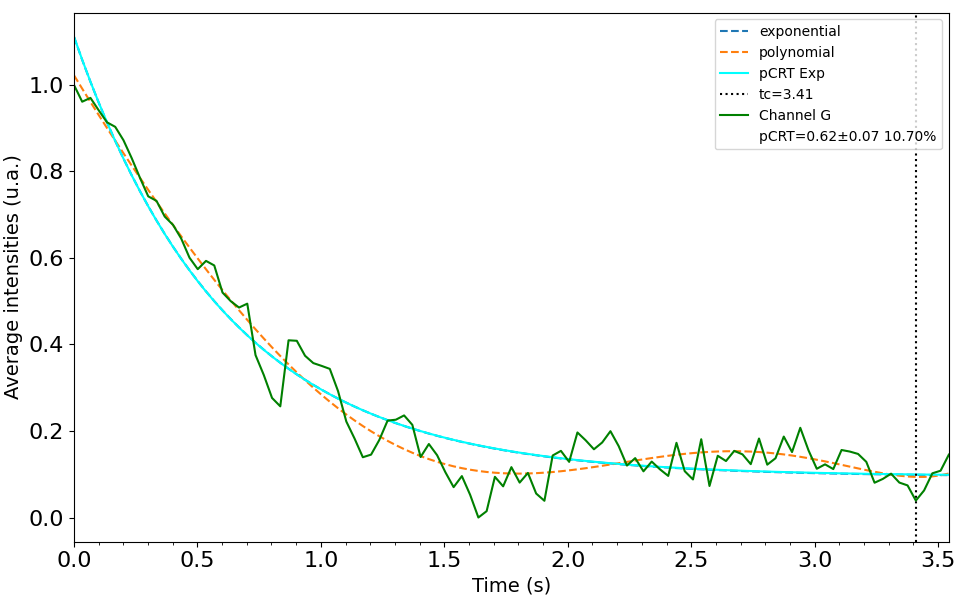 exponential
polynomial
pCRT Exp
tc=3.41
Channel G
pCRT=0.62±0.07 10.70%
Average intensities (u.a.)
1.0
0.8
0.6
0.4
0.2
0.0
0.0 0.5 1.0 1.5 2.0 2.5 3.0 3.5
Time (s)